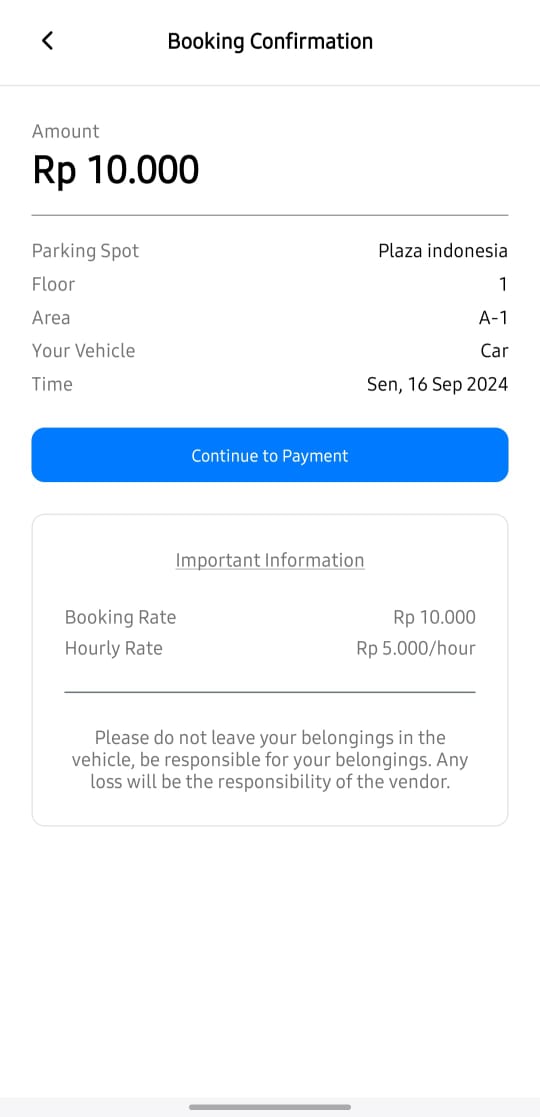 Booking Confirmation
Amount
Rp 10.000
Parking Spot Plaza indonesia
Floor 1
Area A-1
Your Vehicle Car
Time Sen, 16 Sep 2024
Continue to Payment
Important Information
Booking Rate Rp 10.000
Hourly Rate Rp 5.000/hour
Please do not leave your belongings in the
vehicle, be responsible for your belongings. Any
loss will be the responsibility of the vendor.